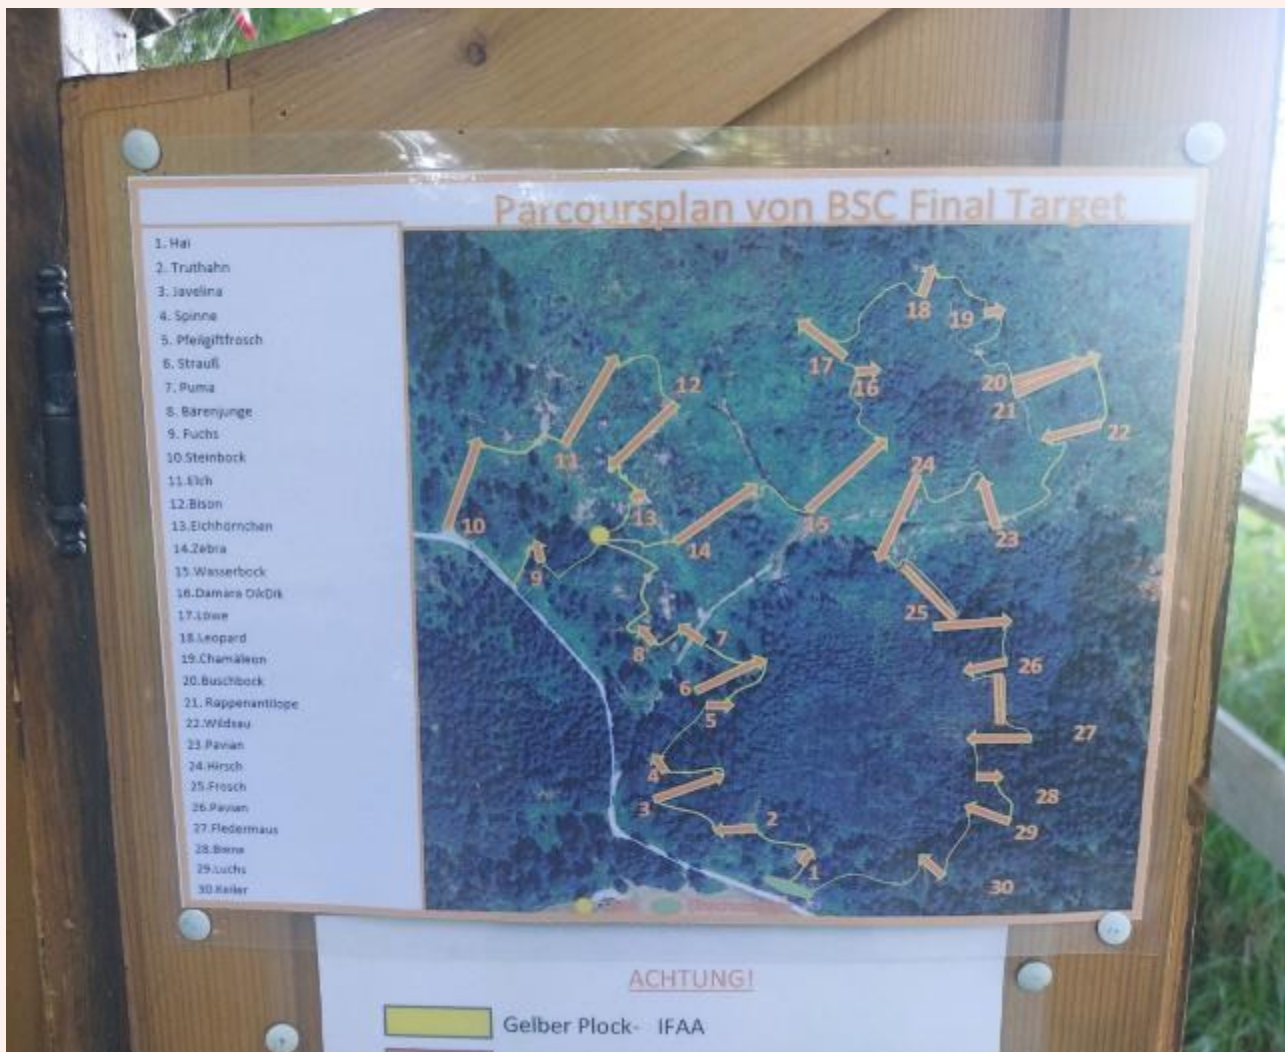 Parcoursplan von BSC Final Target
1. Hai
2. Truthahn
3. Javelina
4. Spinne
5. Pfeilgiftfrosch
6. Strauß
7. Puma
8. Bärenjunge
9. Fuchs
10.Steinbock
11.Elch
12.Bison
13.Eichhörnchen
14.Zebra
15.Wasserbock
16.Damara DikDik
17.Löwe
18.Leopard
19.Chamäleon
20.Buschbock
21. Rappenantilope
22.Wildsau
23.Pavian
24.Hirsch
25.Frosch
26.Pavian
27.Fledermaus
28.Biene
29.Luchs
30.Keiler
18
19
17
16
20
12
21
22
11
24
13
15
10
14
23
9
25
7
8
26
6
5
27
4
28
3
2
29
1
30
ACHTUNG!
Gelber Plock- IFAA